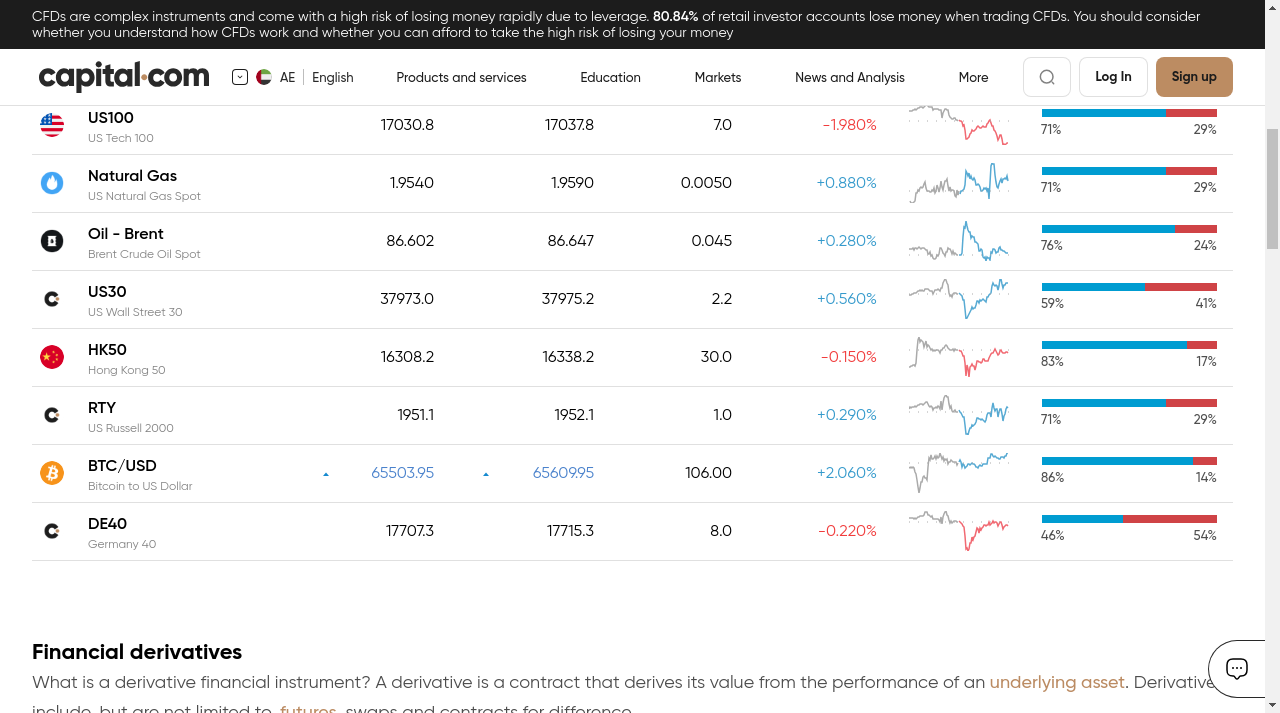 CFDs are complex instruments and come with a high risk of losing money rapidly due to leverage. 80.84% of retail investor accounts lose money when trading CFDs. You should consider
whether you understand how CFDs work and whether you can afford to take the high risk of losing your money
capital.com AE English Products and services Education Markets News and Analysis More Log In Sign up
US100 17030.8 17037.8 7.0 -1.980%
US Tech 100 71% 29%
Natural Gas 1.9540 1.9590 0.0050 +0.880%
US Natural Gas Spot 71% 29%
Oil - Brent 86.602 86.647 0.045 +0.280%
Brent Crude Oil Spot 76% 24%
US30 37973.0 37975.2 2.2 +0.560%
US Wall Street 30 59% 41%
HK50 16308.2 16338.2 30.0 -0.150%
Hong Kong 50 83% 17%
RTY 1951.1 1952.1 1.0 +0.290%
US Russell 2000 71% 29%
BTC/USD 65503.95 65609.95 106.00 +2.060%
Bitcoin to US Dollar 86% 14%
DE40 17707.3 17715.3 8.0 -0.220%
Germany 40 46% 54%
Financial derivatives
What is a derivative financial instrument? A derivative is a contract that derives its value from the performance of an underlying asset. Derivative
include, but are not limited to, futures, swaps and contracts for difference